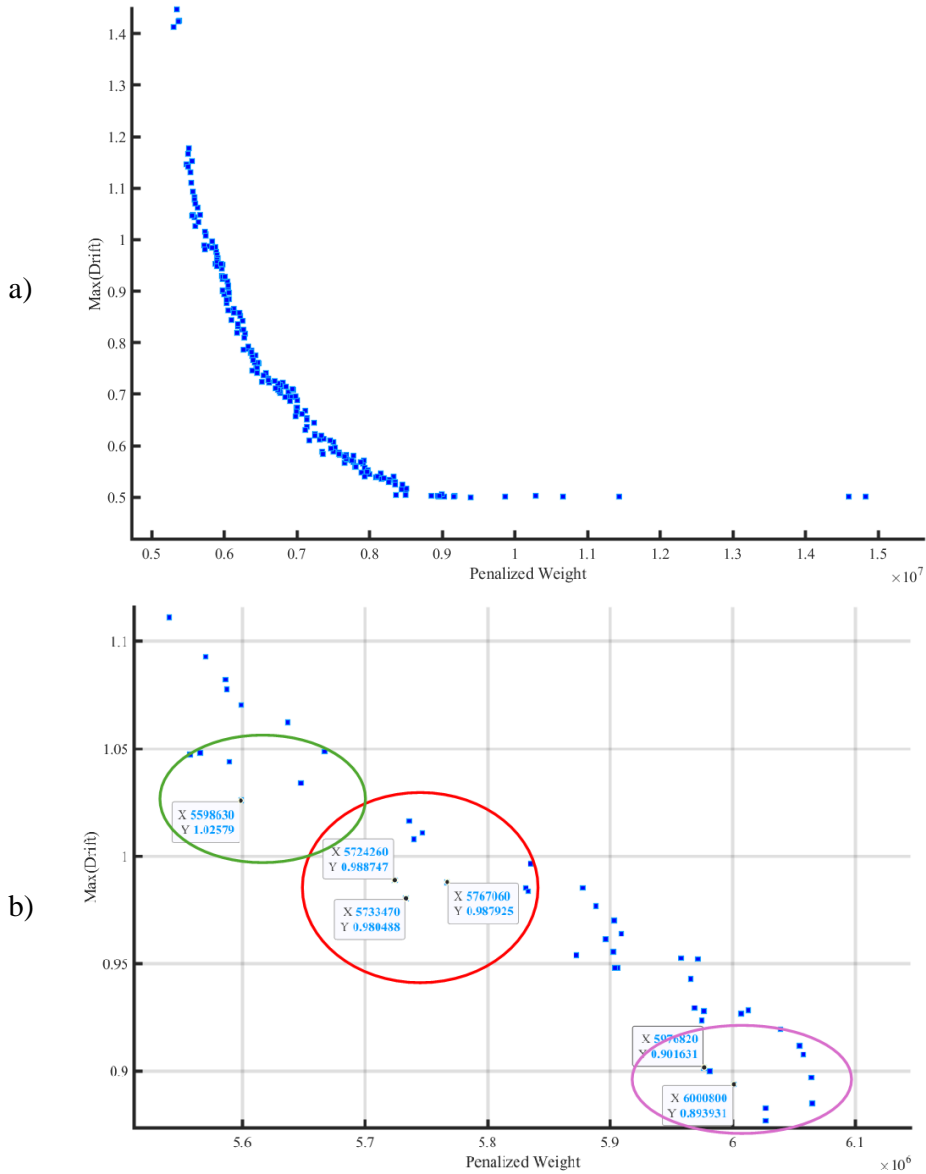 a)
Max(Drift)
1.4
1.3
1.2
1.1
1
0.9
0.8
0.7
0.6
0.5
0.5 0.6 0.7 0.8 0.9 1 1.1 1.2 1.3 1.4 1.5
Penalized Weight
×10^7
b)
Max(Drift)
1.1
1.05
1
0.95
0.9
X 5598630
Y 1.02579
X 5724260
Y 0.988747
X 5733470
Y 0.980488
X 5767060
Y 0.987925
X 5976820
Y 0.901631
X 6000800
Y 0.893931
5.6 5.7 5.8 5.9 6 6.1
Penalized Weight
×10^6